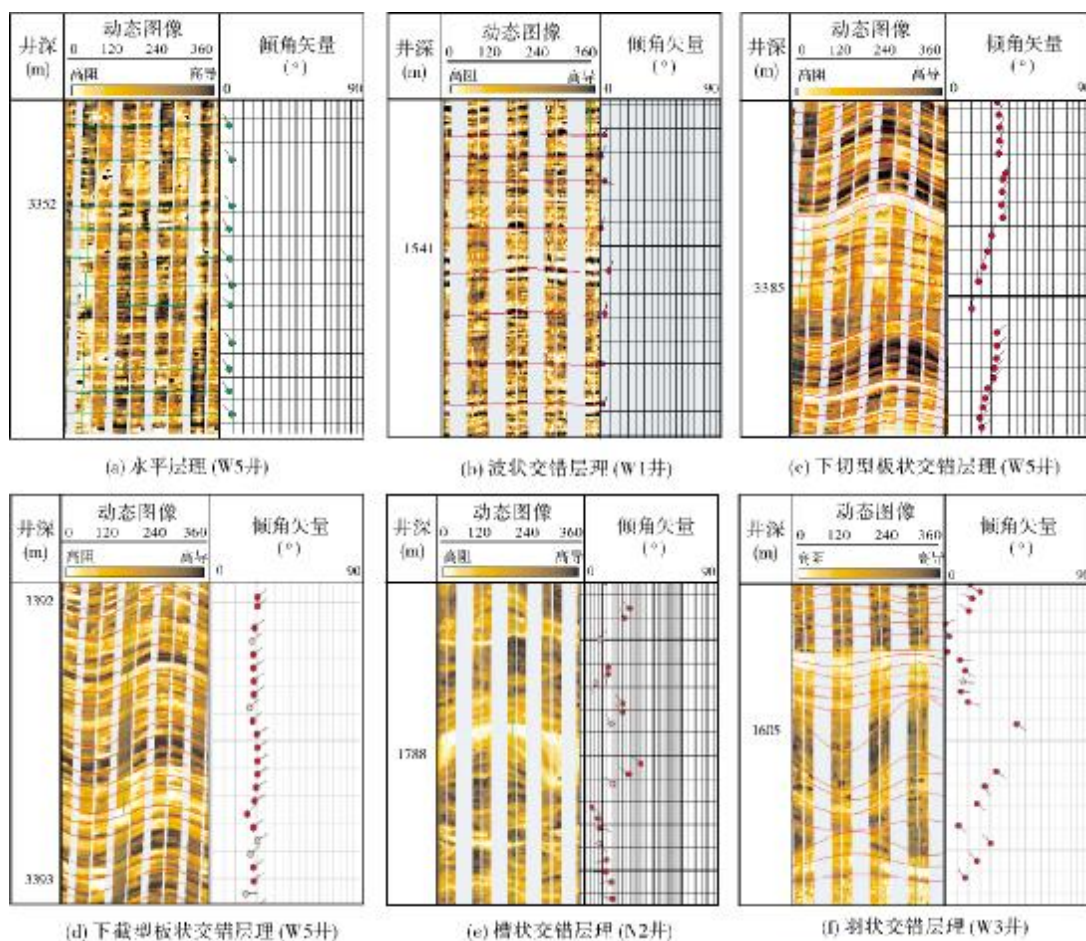 井深
(m)
动态图像
0 120 240 360
高阻 高导
倾角矢量
(°)
0 90
3352
(a) 水平层理 (W5井)
井深
(m)
动态图像
0 120 240 360
高阻 高导
倾角矢量
(°)
0 90
1541
(b) 波状交错层理 (W1井)
井深
(m)
动态图像
0 120 240 360
高阻 高导
倾角矢量
(°)
0 90
3385
(c) 下切型板状交错层理 (W5井)
井深
(m)
动态图像
0 120 240 360
高阻 高导
倾角矢量
(°)
0 90
3392
3393
(d) 下截型板状交错层理 (W5井)
井深
(m)
动态图像
0 120 240 360
高阻 高导
倾角矢量
(°)
0 90
1788
(e) 槽状交错层理 (N2井)
井深
(m)
动态图像
0 120 240 360
高导
倾角矢量
(°)
0 90
1605
(f) 羽状交错层理 (W3井)